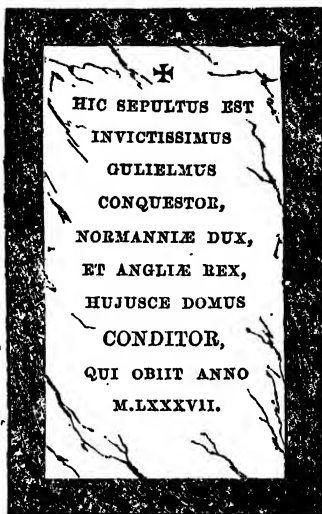 ✠
HIC SEPULTUS EST
INVICTISSIMUS
GULIELMUS
CONQUESTOR,
NORMANNIÆ DUX,
ET ANGLIÆ REX,
HUJUSCE DOMUS
CONDITOR,
QUI OBIIT ANNO
M.LXXXVII.